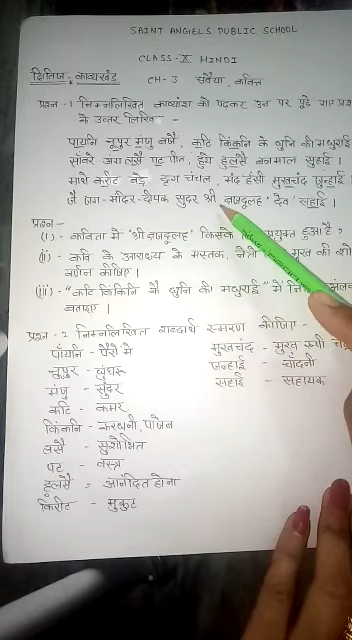 SAINT ANGIELS PUBLIC SCHOOL
CLASS-X HINDI
क्षितिज, काव्यखंड CH-3 'सवैया, कवित्त
प्रश्न-1 निम्नलिखित काव्यांश को पढ़कर उन पर पूछे गए प्रश्
के उत्तर लिखिए -
पाँयनि नूपुर मंजु बजैं, कटि किंकिनि कै धुनि की मधुराई
साँवरे अंग लसै पट पीत, हिये हुलसै बनमाल सुहाई।
माथे किरीट बड़े दृग चंचल, मंद हँसी मुखचंद जुन्हाई।
जै जग-मंदिर-दीपक सुंदर श्री ब्रजदूलह 'देव' सहाई।
प्रश्न-
(i) - कविता में 'श्री ब्रजदूलह' किसके प्रयुक्त हुआ है,
(ii) - कवि के आराध्य के मस्तक, नेत्रों मुख की शो
वर्णन कीजिए।
(iii) - "कटि किंकिनि कै धुनि की मधुराई" में
बताइए।
प्रश्न-2 निम्नलिखित शब्दार्थ स्मरण कीजिए -
पाँयनि - पैरों में मुखचंद - मुख रूपी
नूपुर - घुंघरू जुन्हाई - चाँदनी
मंजु - सुंदर सहाई - सहायक
कटि - कमर
किंकनि - करधनी, पाजेब
लसै - सुशोभित
पट - वस्त्र
हुलसै = आनंदित होना
किरीट - मुकुट